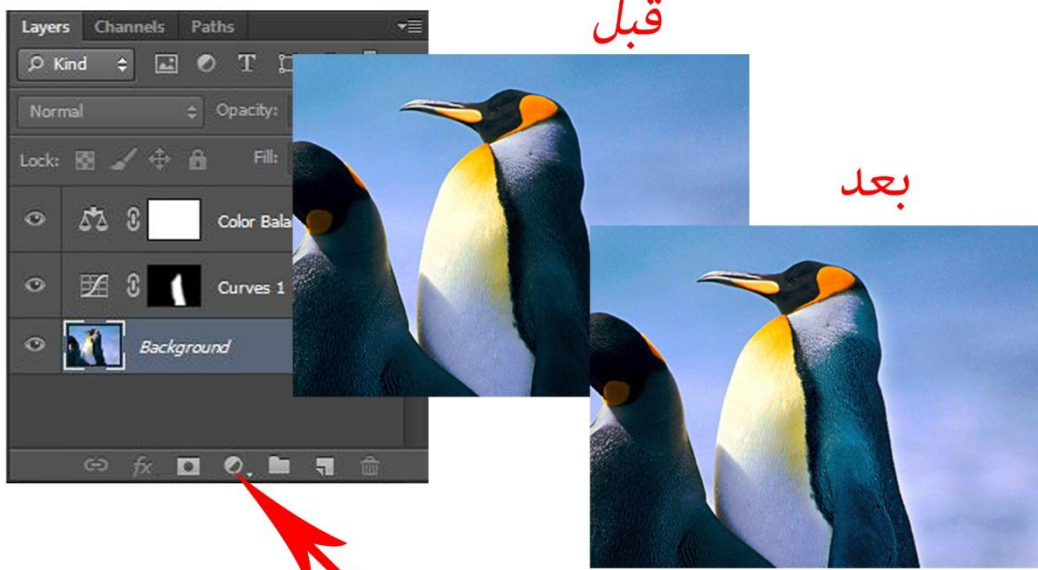 قبل
بعد
Layers Channels Paths
Kind
Normal Opacity:
Lock: Fill:
Color Bala
Curves 1
Background
fx